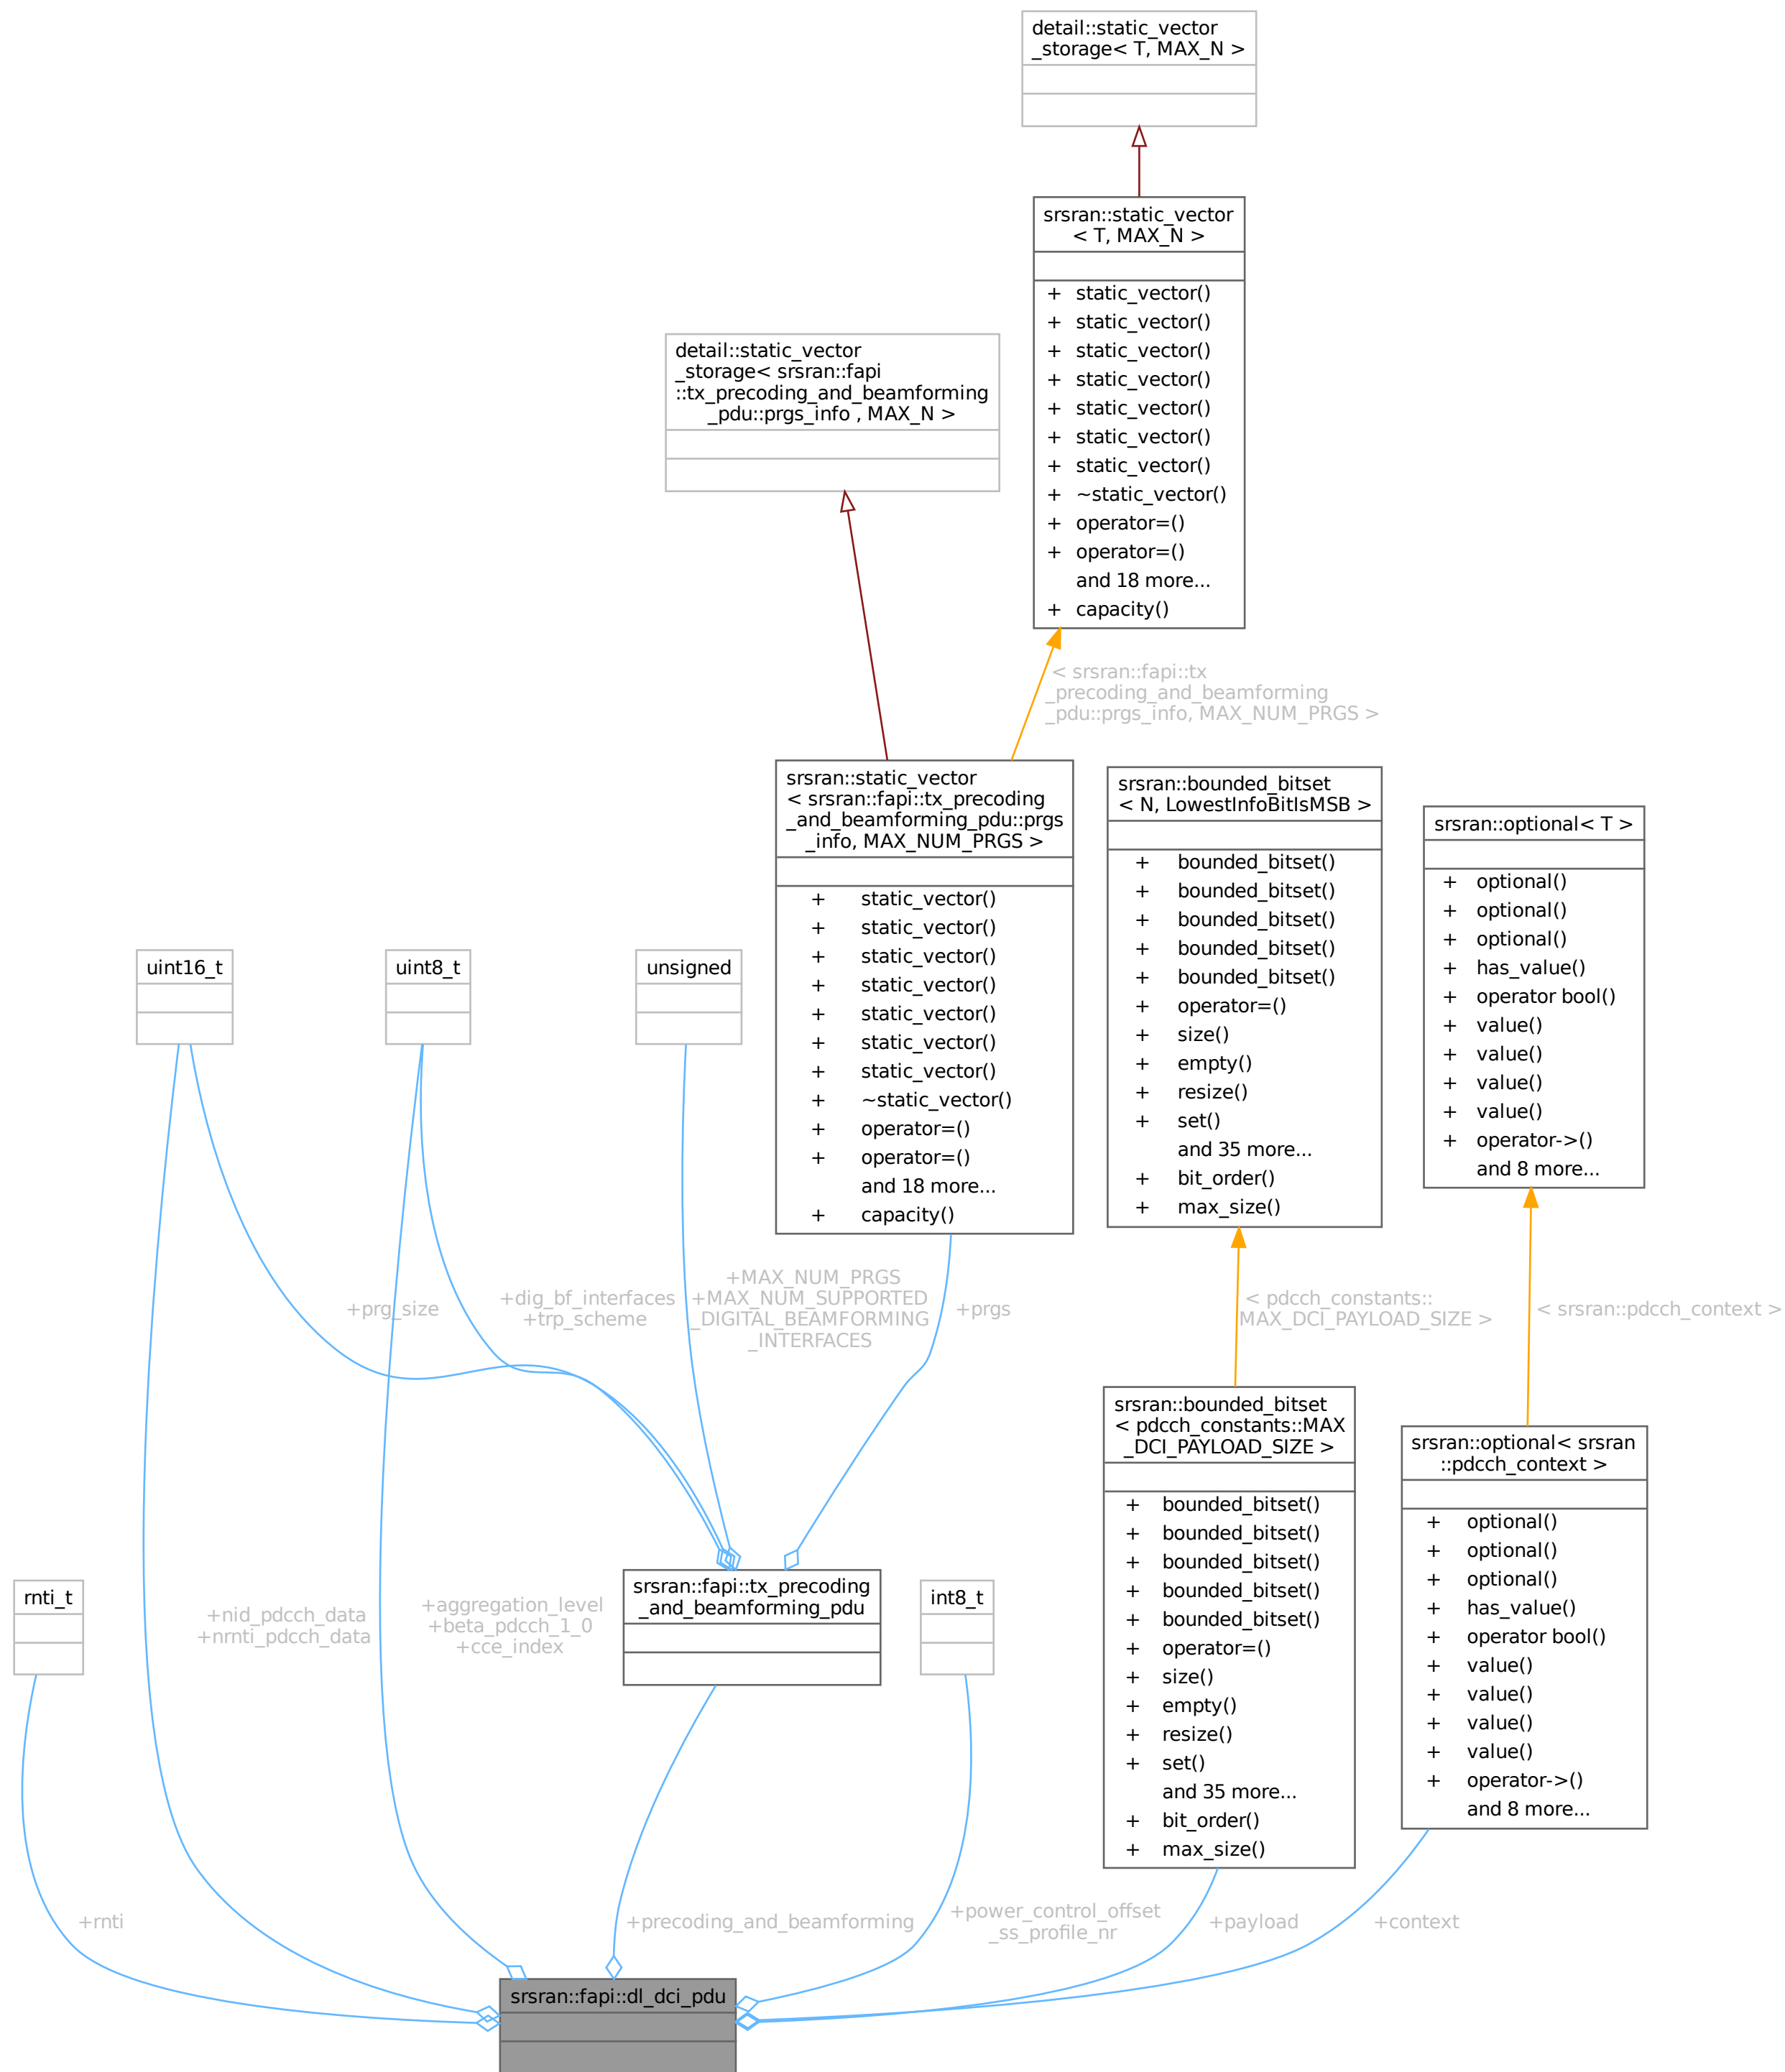 detail::static_vector
_storage< T, MAX_N >
srsran::static_vector
< T, MAX_N >
+ static_vector()
+ static_vector()
+ static_vector()
+ static_vector()
+ static_vector()
+ static_vector()
+ static_vector()
+ ~static_vector()
+ operator=()
+ operator=()
and 18 more...
+ capacity()
detail::static_vector
_storage< srsran::fapi
::tx_precoding_and_beamforming
_pdu::prgs_info , MAX_N >
< srsran::fapi::tx
_precoding_and_beamforming
_pdu::prgs_info, MAX_NUM_PRGS >
srsran::static_vector
< srsran::fapi::tx_precoding
_and_beamforming_pdu::prgs
_info, MAX_NUM_PRGS >
+ static_vector()
+ static_vector()
+ static_vector()
+ static_vector()
+ static_vector()
+ static_vector()
+ static_vector()
+ ~static_vector()
+ operator=()
+ operator=()
and 18 more...
+ capacity()
srsran::bounded_bitset
< N, LowestInfoBitIsMSB >
+ bounded_bitset()
+ bounded_bitset()
+ bounded_bitset()
+ bounded_bitset()
+ bounded_bitset()
+ operator=()
+ size()
+ empty()
+ resize()
+ set()
and 35 more...
+ bit_order()
+ max_size()
srsran::optional< T >
+ optional()
+ optional()
+ optional()
+ has_value()
+ operator bool()
+ value()
+ value()
+ value()
+ value()
+ operator->()
and 8 more...
uint16_t
uint8_t
unsigned
+prg_size
+dig_bf_interfaces
+trp_scheme
+MAX_NUM_PRGS
+MAX_NUM_SUPPORTED
_DIGITAL_BEAMFORMING
_INTERFACES
+prgs
< pdcch_constants::
MAX_DCI_PAYLOAD_SIZE >
< srsran::pdcch_context >
srsran::bounded_bitset
< pdcch_constants::MAX
_DCI_PAYLOAD_SIZE >
+ bounded_bitset()
+ bounded_bitset()
+ bounded_bitset()
+ bounded_bitset()
+ bounded_bitset()
+ operator=()
+ size()
+ empty()
+ resize()
+ set()
and 35 more...
+ bit_order()
+ max_size()
srsran::optional< srsran
::pdcch_context >
+ optional()
+ optional()
+ optional()
+ has_value()
+ operator bool()
+ value()
+ value()
+ value()
+ value()
+ operator->()
and 8 more...
rnti_t
+nid_pdcch_data
+nrnti_pdcch_data
+aggregation_level
+beta_pdcch_1_0
+cce_index
srsran::fapi::tx_precoding
_and_beamforming_pdu
int8_t
+rnti
+precoding_and_beamforming
+power_control_offset
_ss_profile_nr
+payload
+context
srsran::fapi::dl_dci_pdu